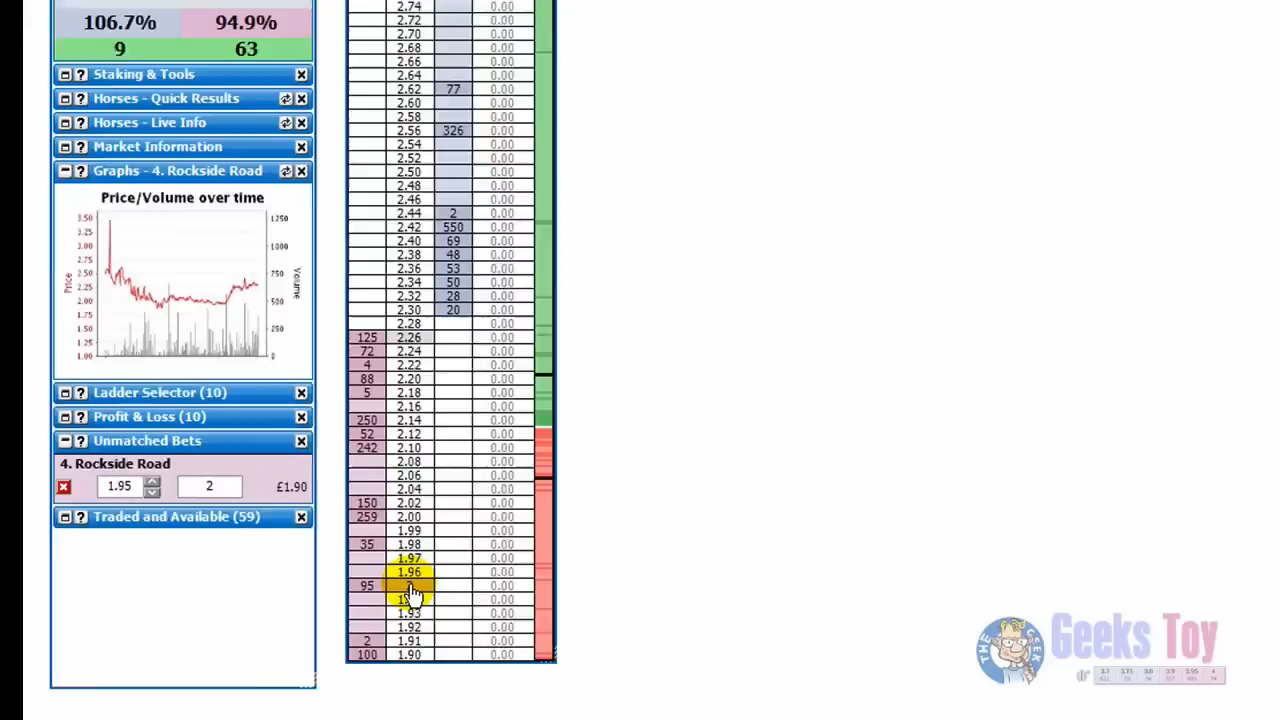 106.7% 94.9%
9 63
Staking & Tools
Horses - Quick Results
Horses - Live Info
Market Information
Graphs - 4. Rockside Road
Price/Volume over time
3.50 1250
3.25
3.00 1000
2.75
2.50 750
2.25
2.00 500
1.75
1.50 250
1.25
1.00 0
Price
Volume
Ladder Selector (10)
Profit & Loss (10)
Unmatched Bets
4. Rockside Road
1.95 2 £1.90
Traded and Available (59)
2.74 0.00
2.72 0.00
2.70 0.00
2.68 0.00
2.66 0.00
2.64 0.00
2.62 77 0.00
2.60 0.00
2.58 0.00
2.56 326 0.00
2.54 0.00
2.52 0.00
2.50 0.00
2.48 0.00
2.46 0.00
2.44 2 0.00
2.42 550 0.00
2.40 69 0.00
2.38 48 0.00
2.36 53 0.00
2.34 50 0.00
2.32 28 0.00
2.30 20 0.00
2.28 0.00
125 2.26 0.00
72 2.24 0.00
4 2.22 0.00
88 2.20 0.00
5 2.18 0.00
2.16 0.00
250 2.14 0.00
52 2.12 0.00
242 2.10 0.00
2.08 0.00
2.06 0.00
2.04 0.00
150 2.02 0.00
259 2.00 0.00
1.99 0.00
35 1.98 0.00
1.97 0.00
1.96 0.00
95 0.00
0.00
1.93 0.00
1.92 0.00
2 1.91 0.00
100 1.90 0.00
THE GEEK
Geeks Toy